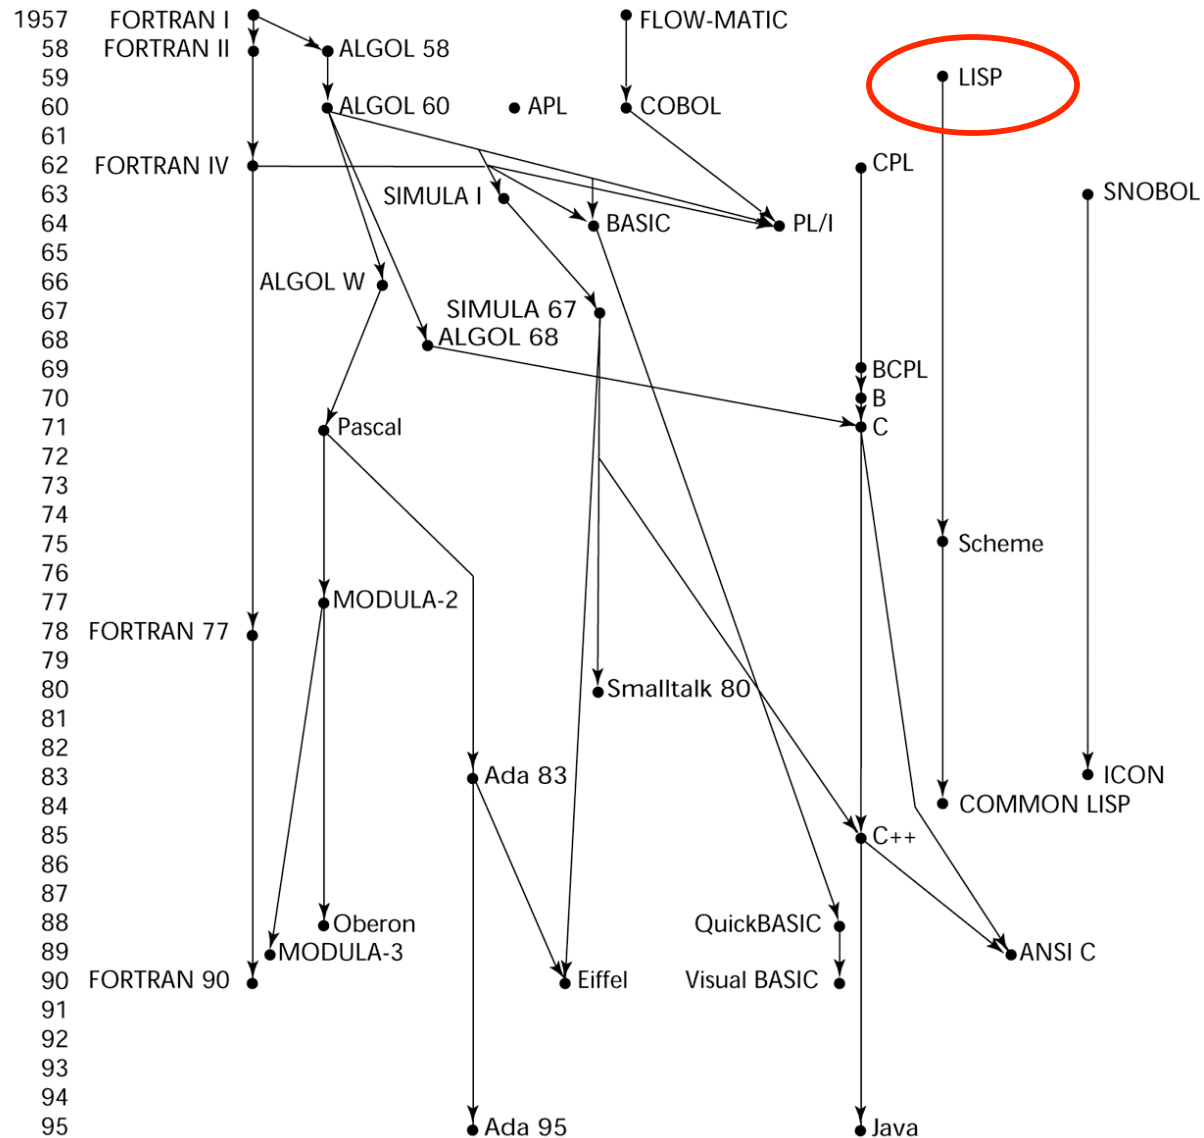 1957 FORTRAN I FLOW-MATIC
58 FORTRAN II ALGOL 58
59 LISP
60 ALGOL 60 APL COBOL
61
62 FORTRAN IV CPL
63 SIMULA I SNOBOL
64 BASIC PL/I
65
66 ALGOL W
67 SIMULA 67
68 ALGOL 68
69 BCPL
70 B
71 Pascal C
72
73
74
75 Scheme
76
77 MODULA-2
78 FORTRAN 77
79
80 Smalltalk 80
81
82
83 Ada 83 ICON
84 COMMON LISP
85 C++
86
87
88 Oberon QuickBASIC
89 MODULA-3 ANSI C
90 FORTRAN 90 Eiffel Visual BASIC
91
92
93
94
95 Ada 95 Java